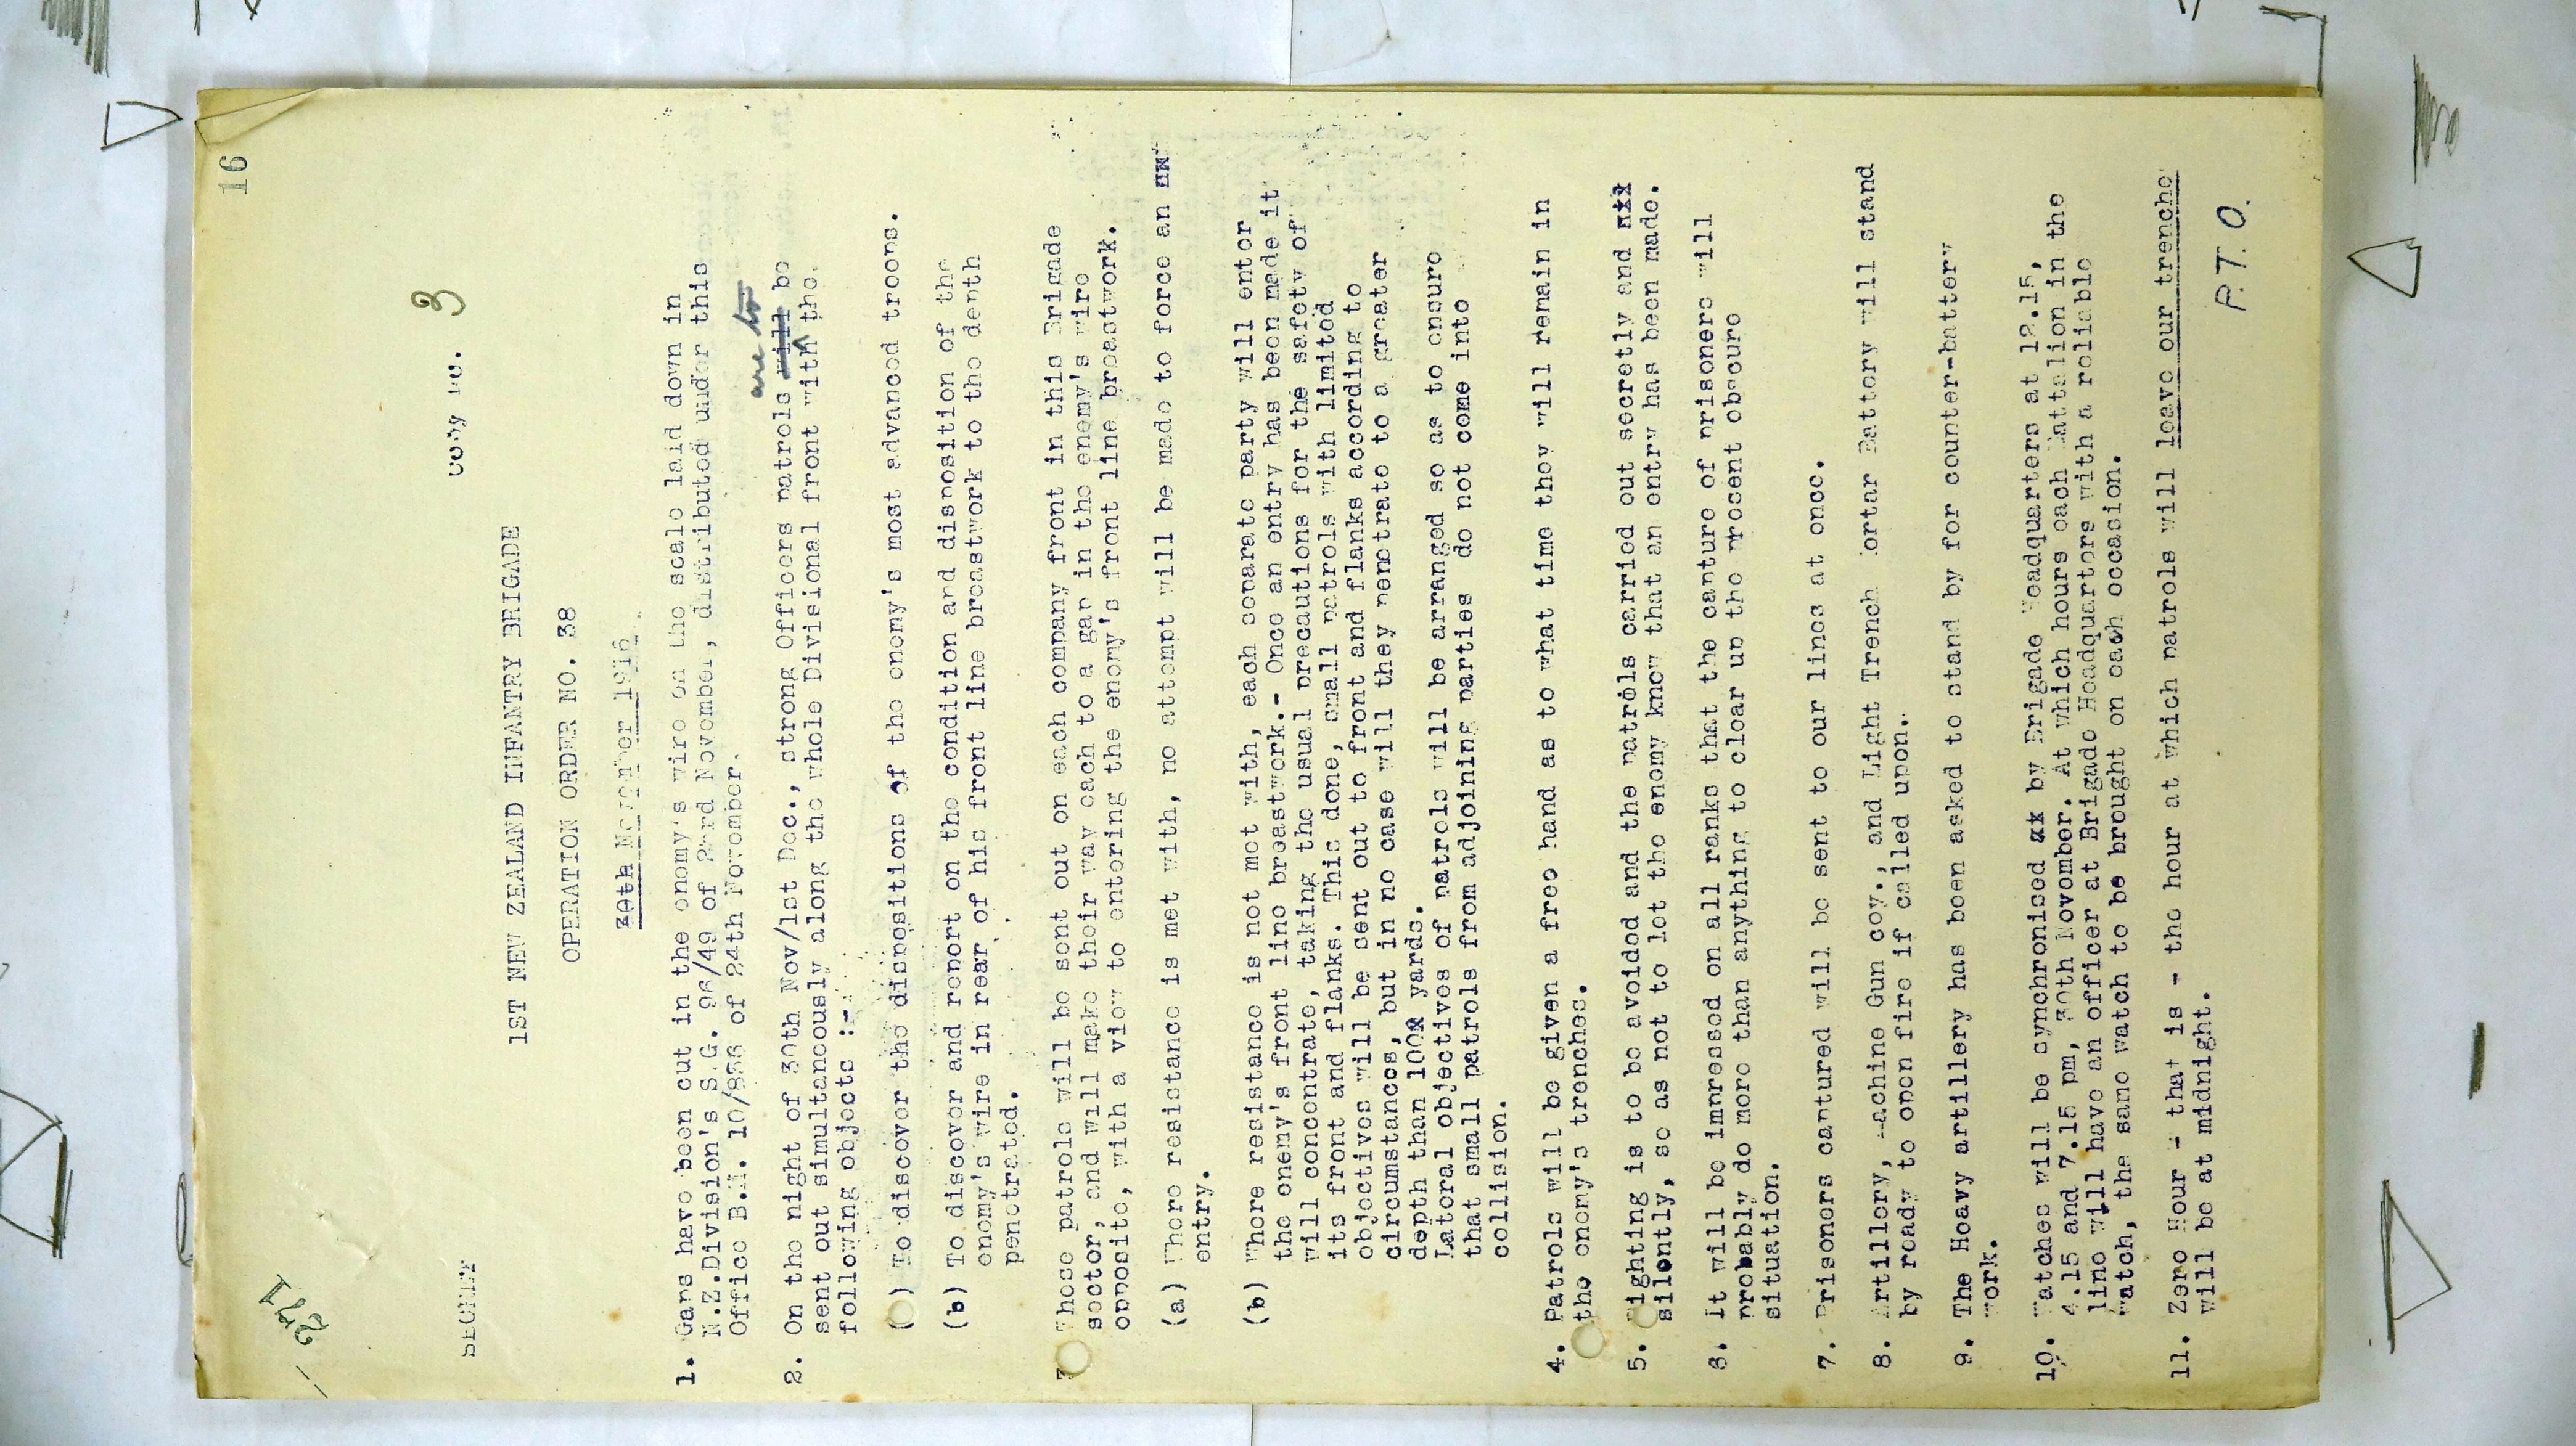 16
271
SECRET
Copy No. 3
1ST NEW ZEALAND INFANTRY BRIGADE
OPERATION ORDER NO. 38
30th November 1916.
1. Gaps have been cut in the enemy's wire on the scale laid down in
N.Z.Division's S.G. 96/49 of 23rd November, distributed under this
Office B.M. 10/836 of 24th November.
are to
2. On the night of 30th Nov/1st Dec., strong Officers patrols will be
sent out simultaneously along the whole Divisional front with the
following objects :-
( ) To discover the dispositions of the enemy's most advanced troops.
(b) To discover and report on the condition and disposition of the
enemy's wire in rear of his front line breastwork to the depth
penetrated.
3 These patrols will be sent out on each company front in this Brigade
sector, and will make their way each to a gap in the enemy's wire
opposite, with a view to entering the enemy's front line breastwork.
(a) Where resistance is met with, no attempt will be made to force an
entry.
(b) Where resistance is not met with, each separate party will enter
the enemy's front line breastwork.- Once an entry has been made it
will concentrate, taking the usual precautions for the safety of
its front and flanks. This done, small patrols with limited
objectives will be sent out to front and flanks according to
circumstances, but in no case will they penetrate to a greater
depth than 100x yards.
Lateral objectives of patrols will be arranged so as to ensure
that small patrols from adjoining parties do not come into
collision.
4. Patrols will be given a free hand as to what time they will remain in
the enemy's trenches.
5. Fighting is to be avoided and the patrols carried out secretly and
silently, so as not to let the enemy know that an entry has been made.
6. It will be impressed on all ranks that the capture of prisoners will
probably do more than anything to clear up the present obscure
situation.
7. Prisoners captured will be sent to our lines at once.
8. Artillery, Machine Gun coy., and Light Trench Mortar Battery will stand
by ready to open fire if called upon.
9. The Heavy artillery has been asked to stand by for counter-battery
work.
10. Watches will be synchronised at by Brigade Headquarters at 12.15,
4.15 and 7.15 pm, 30th November. At which hours each Battalion in the
line will have an officer at Brigade Headquarters with a reliable
watch, the same watch to be brought on each occasion.
11. Zero Hour - that is - the hour at which patrols will leave our trenche
will be at midnight.
P.T.O.